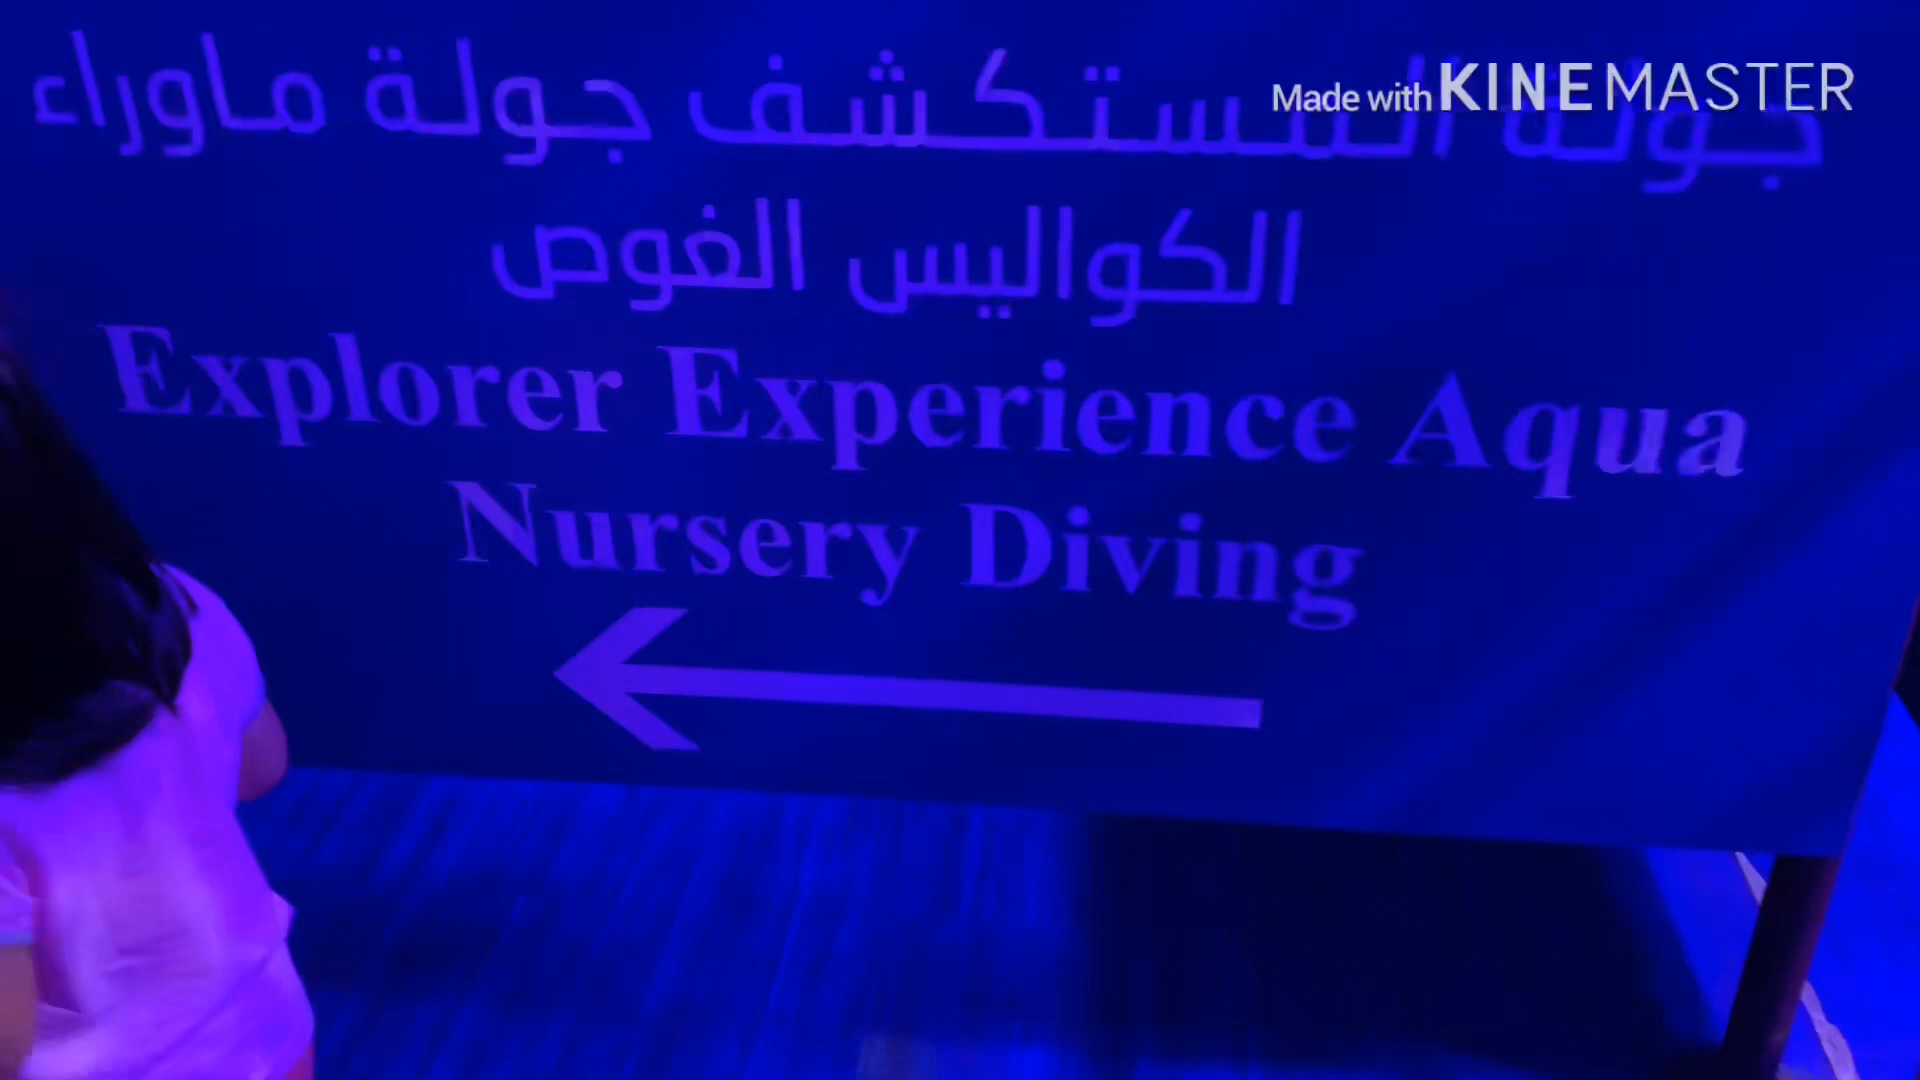 Made with KINEMASTER
جولة المستكشف جولة ماوراء
الكواليس الغوص
Explorer Experience Aqua
Nursery Diving